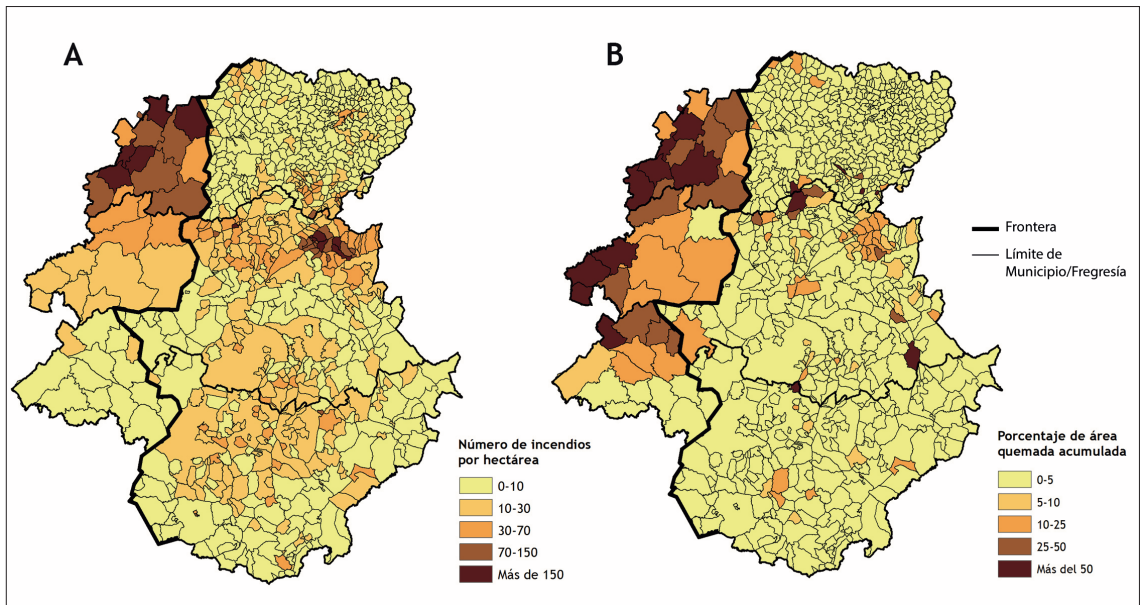 A
B
Frontera
Límite de
Municipio/Fregresía
Número de incendios
por hectárea
0-10
10-30
30-70
70-150
Más de 150
Porcentaje de área
quemada acumulada
0-5
5-10
10-25
25-50
Más del 50